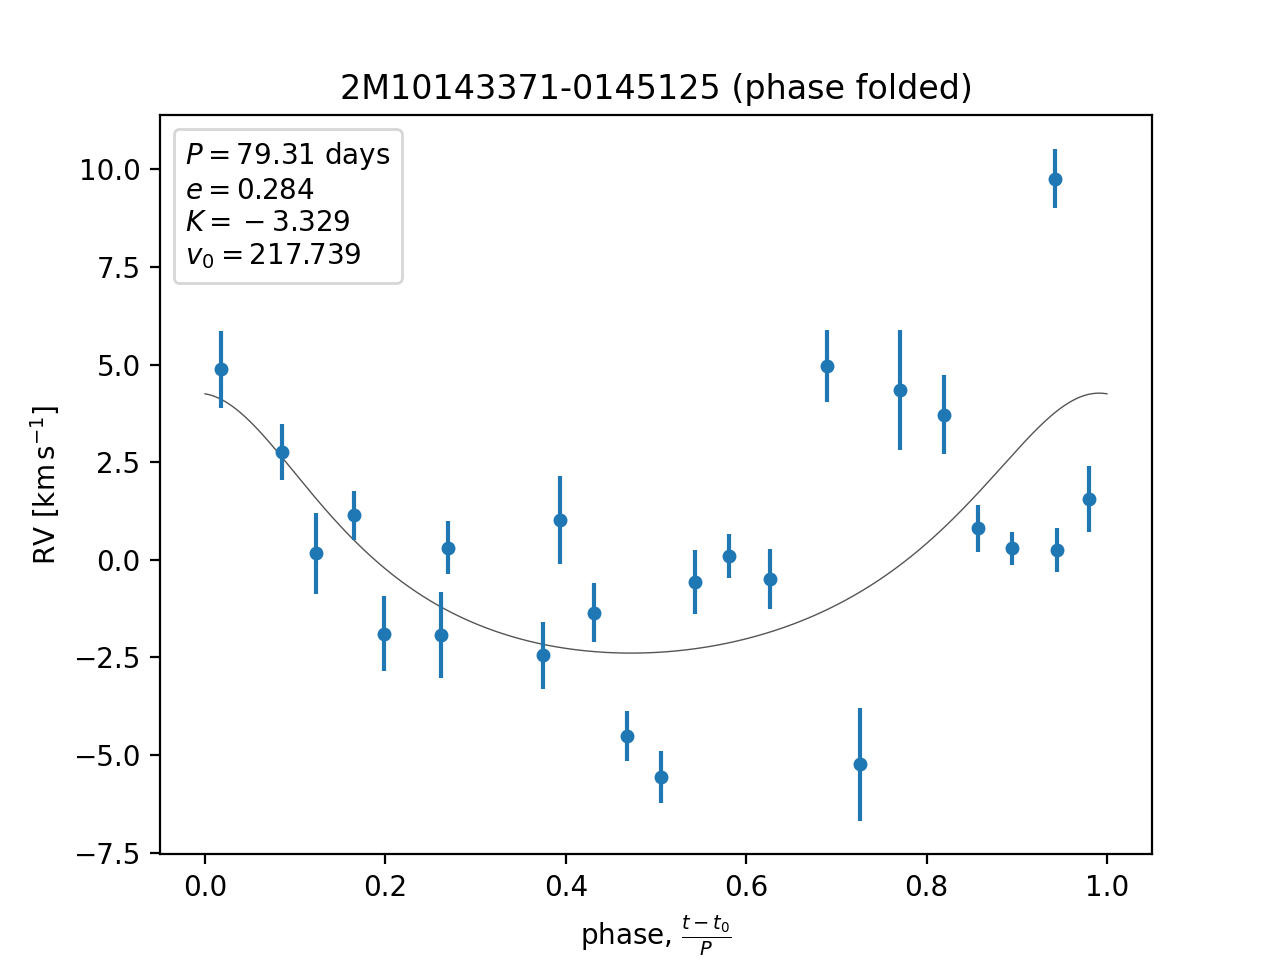 2M10143371-0145125 (phase folded)
P = 79.31 days
e = 0.284
K = −3.329
v₀ = 217.739
10.0
7.5
5.0
2.5
0.0
−2.5
−5.0
−7.5
RV [km s⁻¹]
0.0 0.2 0.4 0.6 0.8 1.0
phase, (t − t₀)/P